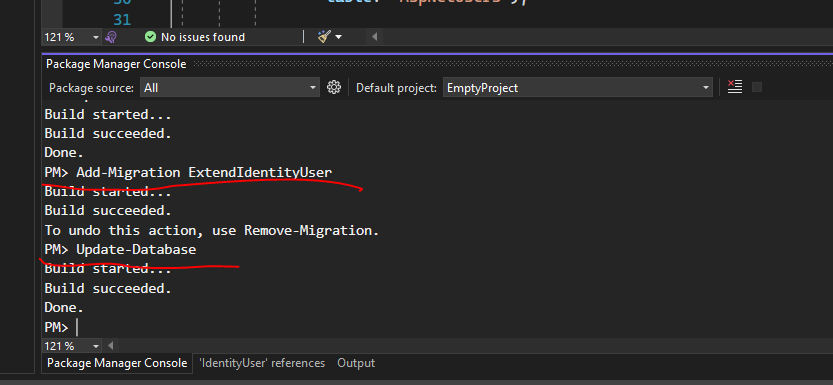 31
table: "AspNetUsers");
121 %
No issues found
Package Manager Console
Package source: All
Default project: EmptyProject
Build started...
Build succeeded.
Done.
PM> Add-Migration ExtendIdentityUser
Build started...
Build succeeded.
To undo this action, use Remove-Migration.
PM> Update-Database
Build started...
Build succeeded.
Done.
PM>
121 %
Package Manager Console
'IdentityUser' references
Output